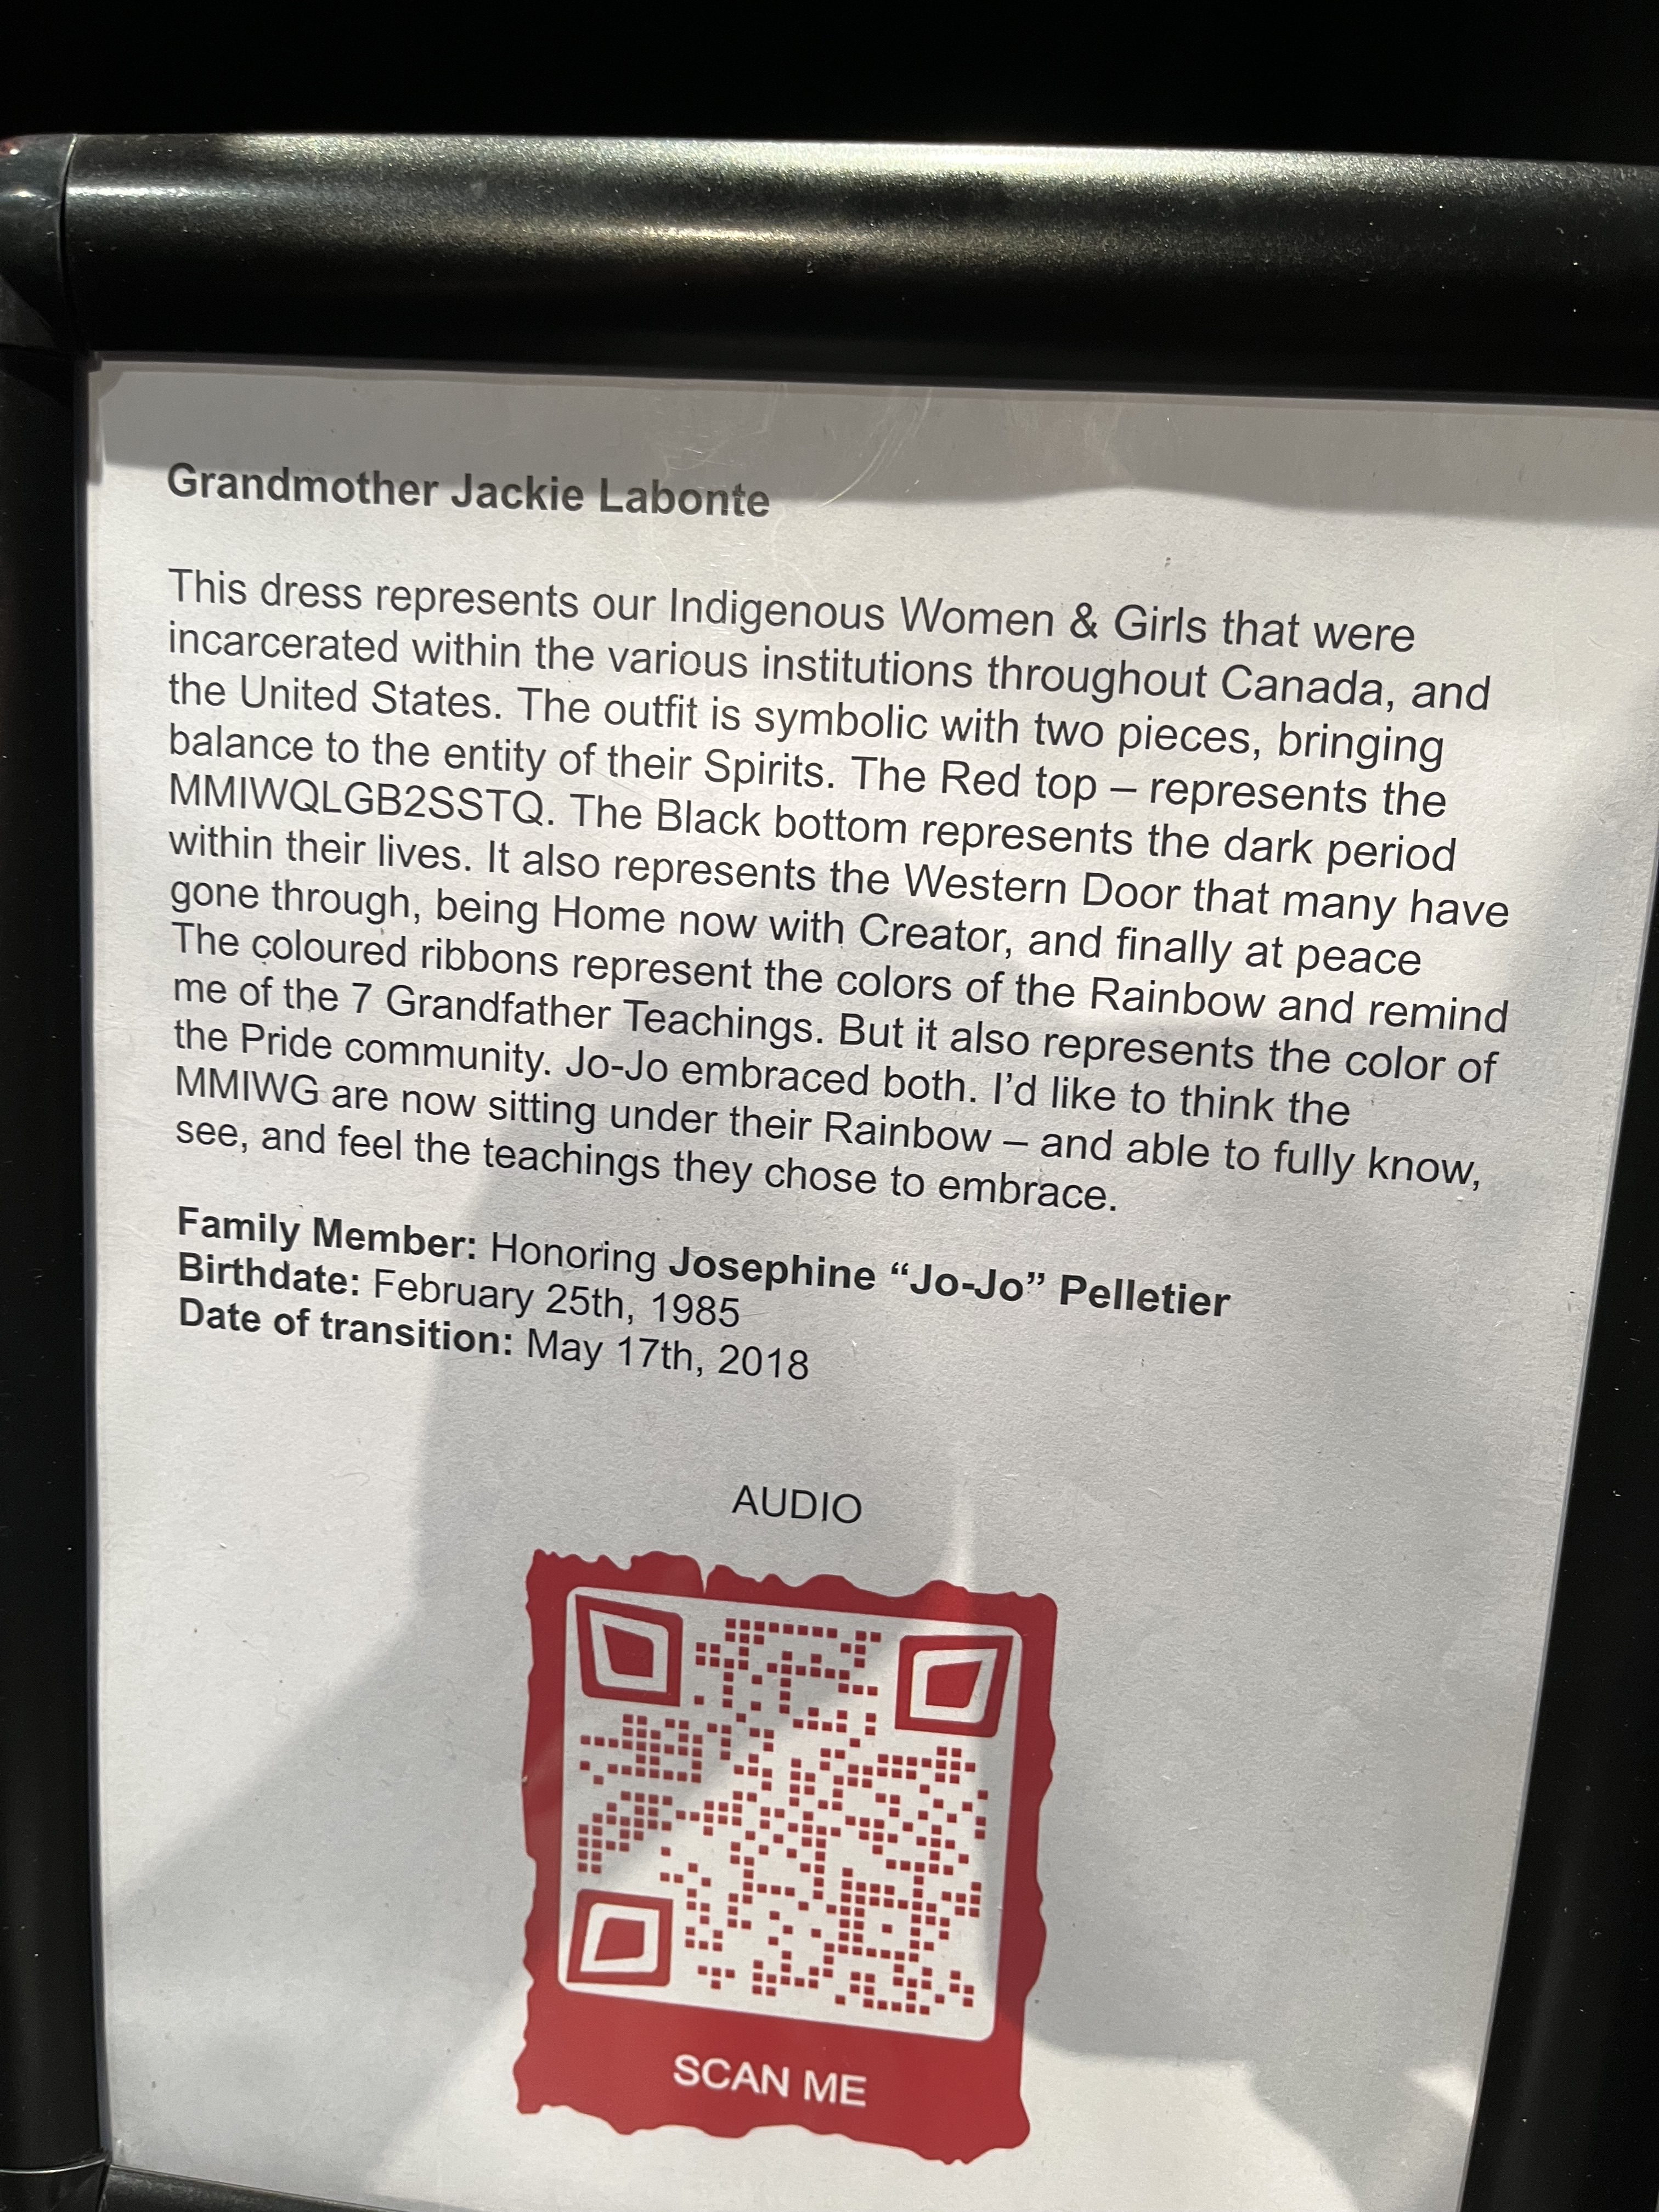 Grandmother Jackie Labonte
This dress represents our Indigenous Women & Girls that were
incarcerated within the various institutions throughout Canada, and
the United States. The outfit is symbolic with two pieces, bringing
balance to the entity of their Spirits. The Red top – represents the
MMIWQLGB2SSTQ. The Black bottom represents the dark period
within their lives. It also represents the Western Door that many have
gone through, being Home now with Creator, and finally at peace
The coloured ribbons represent the colors of the Rainbow and remind
me of the 7 Grandfather Teachings. But it also represents the color of
the Pride community. Jo-Jo embraced both. I'd like to think the
MMIWG are now sitting under their Rainbow – and able to fully know,
see, and feel the teachings they chose to embrace.
Family Member: Honoring Josephine “Jo-Jo” Pelletier
Birthdate: February 25th, 1985
Date of transition: May 17th, 2018
AUDIO
SCAN ME